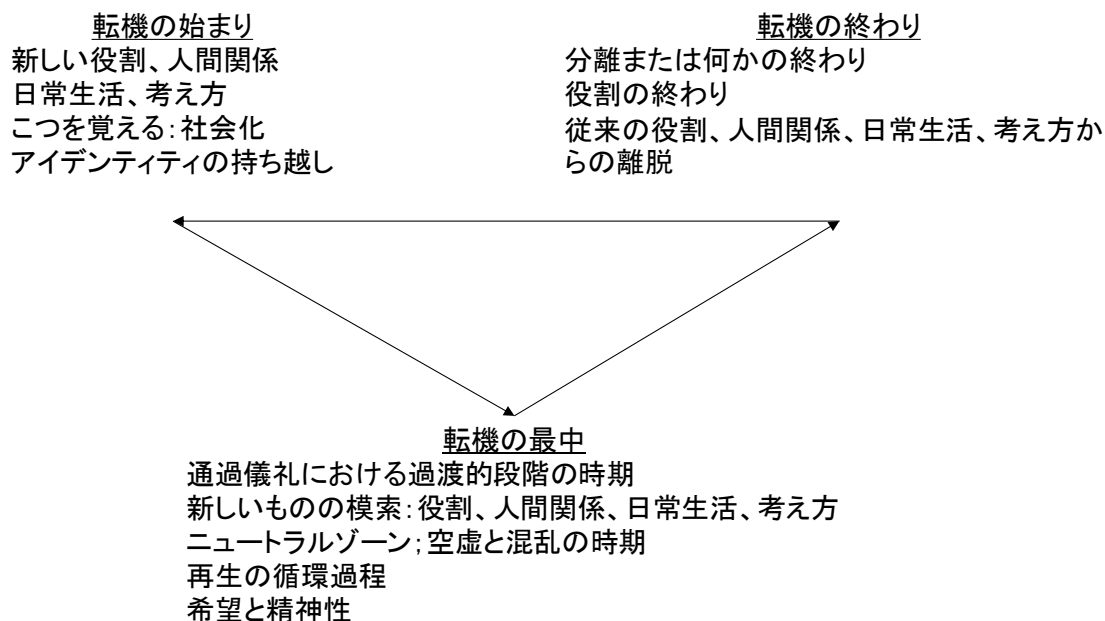 転機の始まり
新しい役割、人間関係
日常生活、考え方
こつを覚える：社会化
アイデンティティの持ち越し
転機の終わり
分離または何かの終わり
役割の終わり
従来の役割、人間関係、日常生活、考え方か
らの離脱
転機の最中
通過儀礼における過渡的段階の時期
新しいものの模索：役割、人間関係、日常生活、考え方
ニュートラルゾーン；空虚と混乱の時期
再生の循環過程
希望と精神性